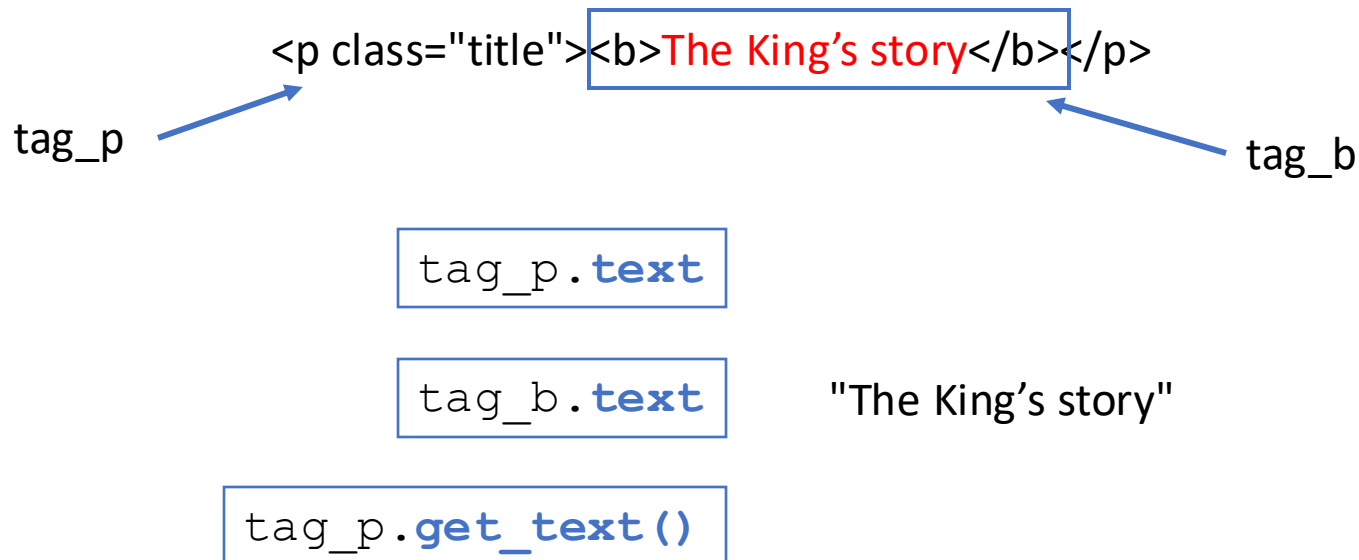 <p class="title"><b>The King’s story</b></p>
tag_p
tag_b
tag_p.text
tag_b.text
"The King’s story"
tag_p.get_text()